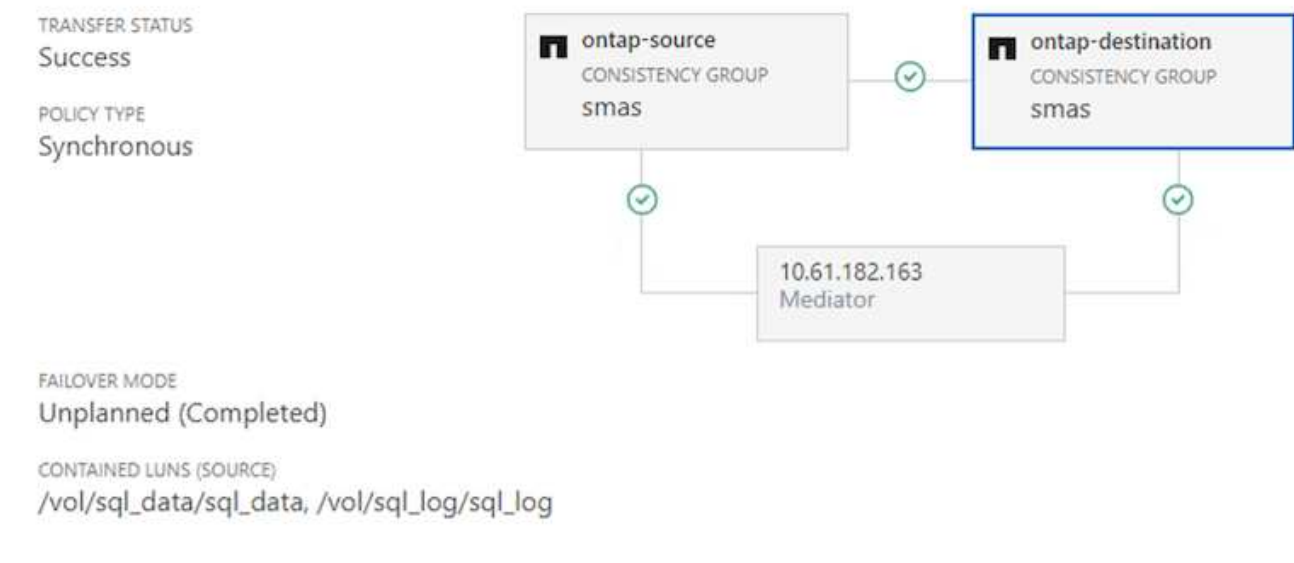 TRANSFER STATUS
Success
POLICY TYPE
Synchronous
ontap-source
CONSISTENCY GROUP
smas
ontap-destination
CONSISTENCY GROUP
smas
10.61.182.163
Mediator
FAILOVER MODE
Unplanned (Completed)
CONTAINED LUNS (SOURCE)
/vol/sql_data/sql_data, /vol/sql_log/sql_log